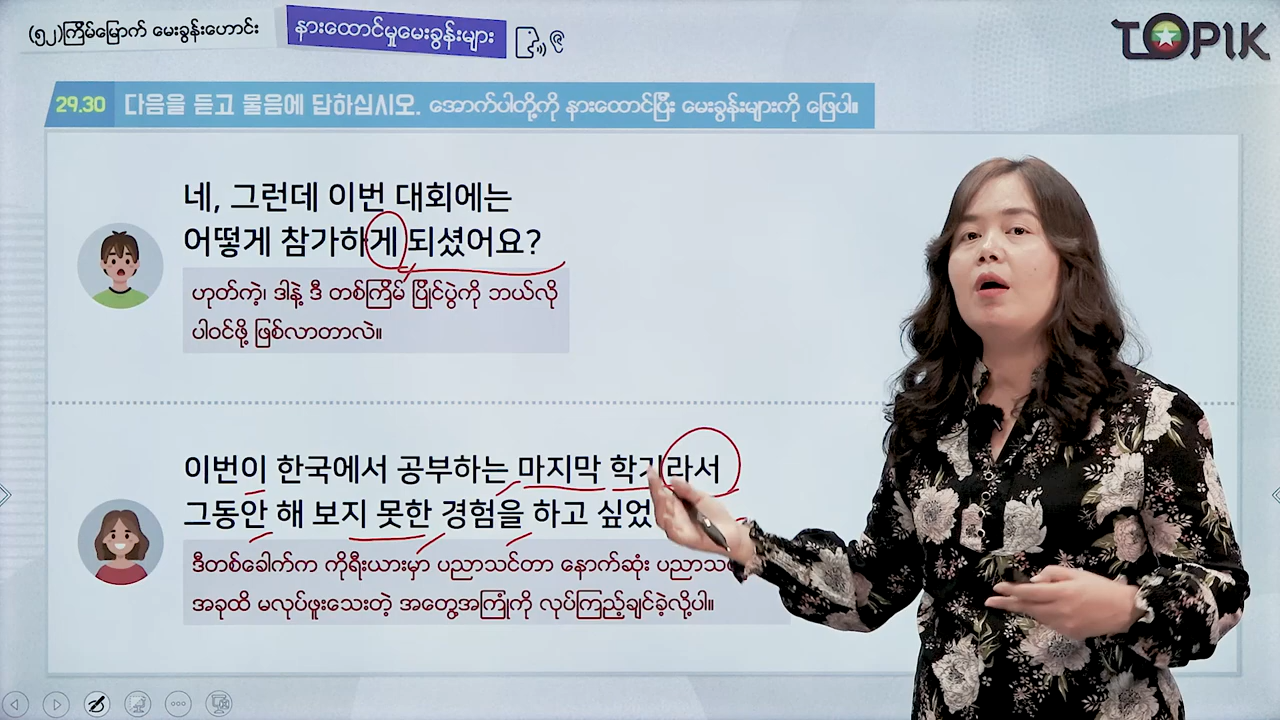 (၅၂)ကြိမ်မြောက် မေးခွန်းဟောင်း
နားထောင်မှုမေးခွန်းများ
TOPIK
29.30 다음을 듣고 물음에 답하십시오. အောက်ပါတို့ကို နားထောင်ပြီး မေးခွန်းများကို ဖြေပါ။
네, 그런데 이번 대회에는
어떻게 참가하게 되셨어요?
ဟုတ်ကဲ့၊ ဒါနဲ့ ဒီ တစ်ကြိမ် ပြိုင်ပွဲကို ဘယ်လို
ပါဝင်ဖို့ ဖြစ်လာတာလဲ။
이번이 한국에서 공부하는 마지막 학기라서
그동안 해 보지 못한 경험을 하고 싶었
ဒီတစ်ခေါက်က ကိုရီးယားမှာ ပညာသင်တာ နောက်ဆုံး
အခုထိ မလုပ်ဖူးသေးတဲ့ အတွေ့အကြုံကို လုပ်ကြည့်ချင်ခဲ့လို့ပါ။